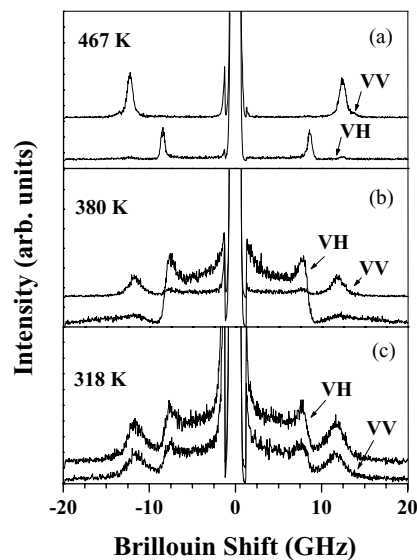 467 K
(a)
VV
VH
380 K
(b)
VH
VV
318 K
(c)
VH
VV
Intensity (arb. units)
-20 -10 0 10 20
Brillouin Shift (GHz)